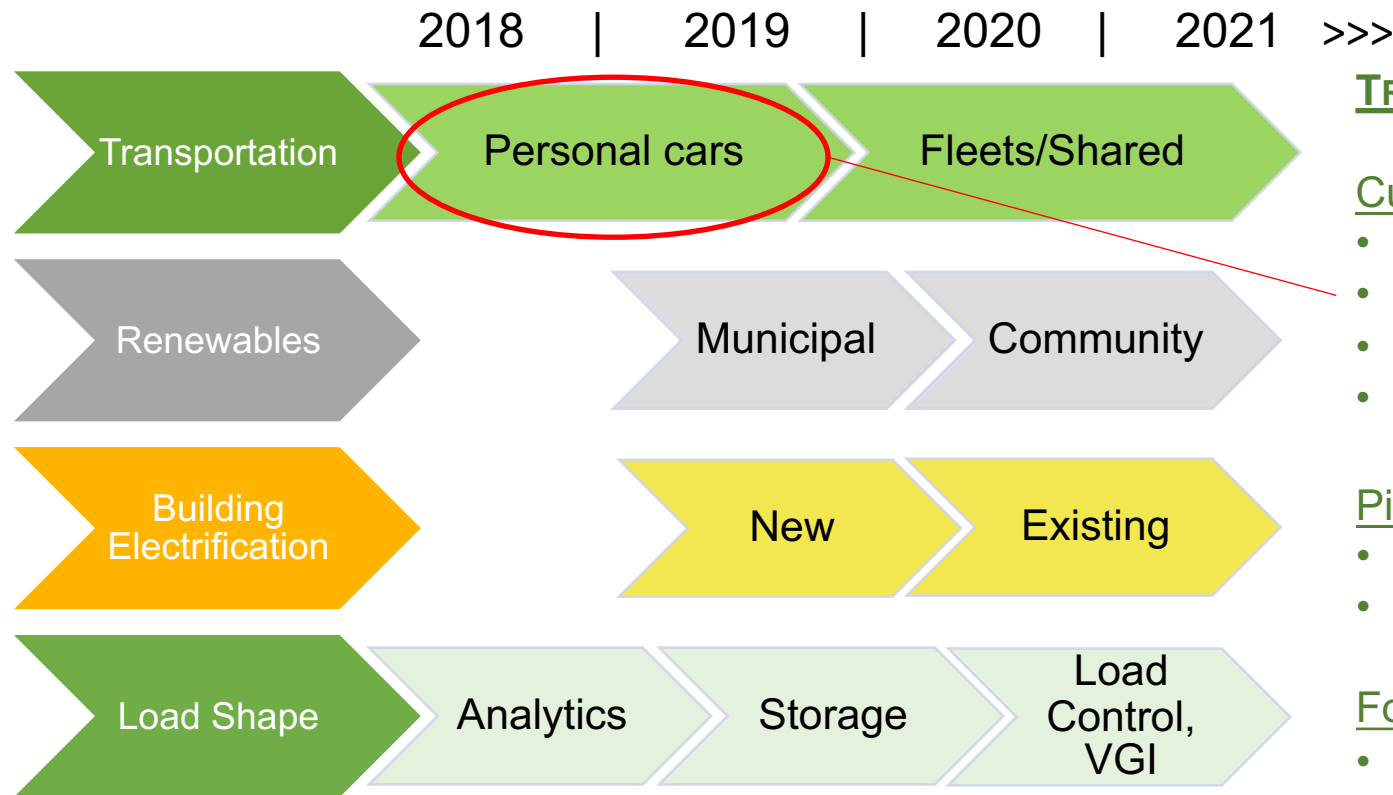 2018 | 2019 | 2020 | 2021 >>>
Transportation
Personal cars
Fleets/Shared
Renewables
Municipal
Community
Building
Electrification
New
Existing
Load Shape
Analytics
Storage
Load
Control,
VGI